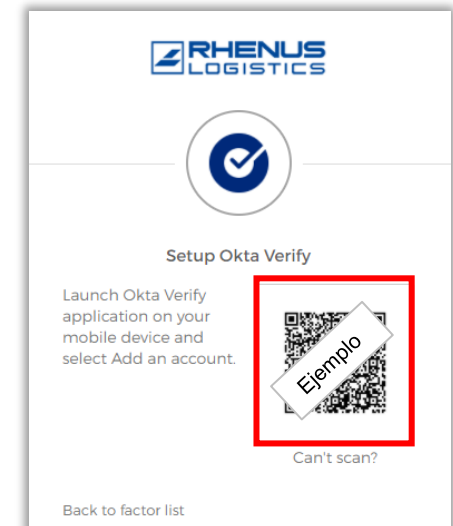 RHENUS
LOGISTICS
Setup Okta Verify
Launch Okta Verify
application on your
mobile device and
select Add an account.
Ejemplo
Can't scan?
Back to factor list